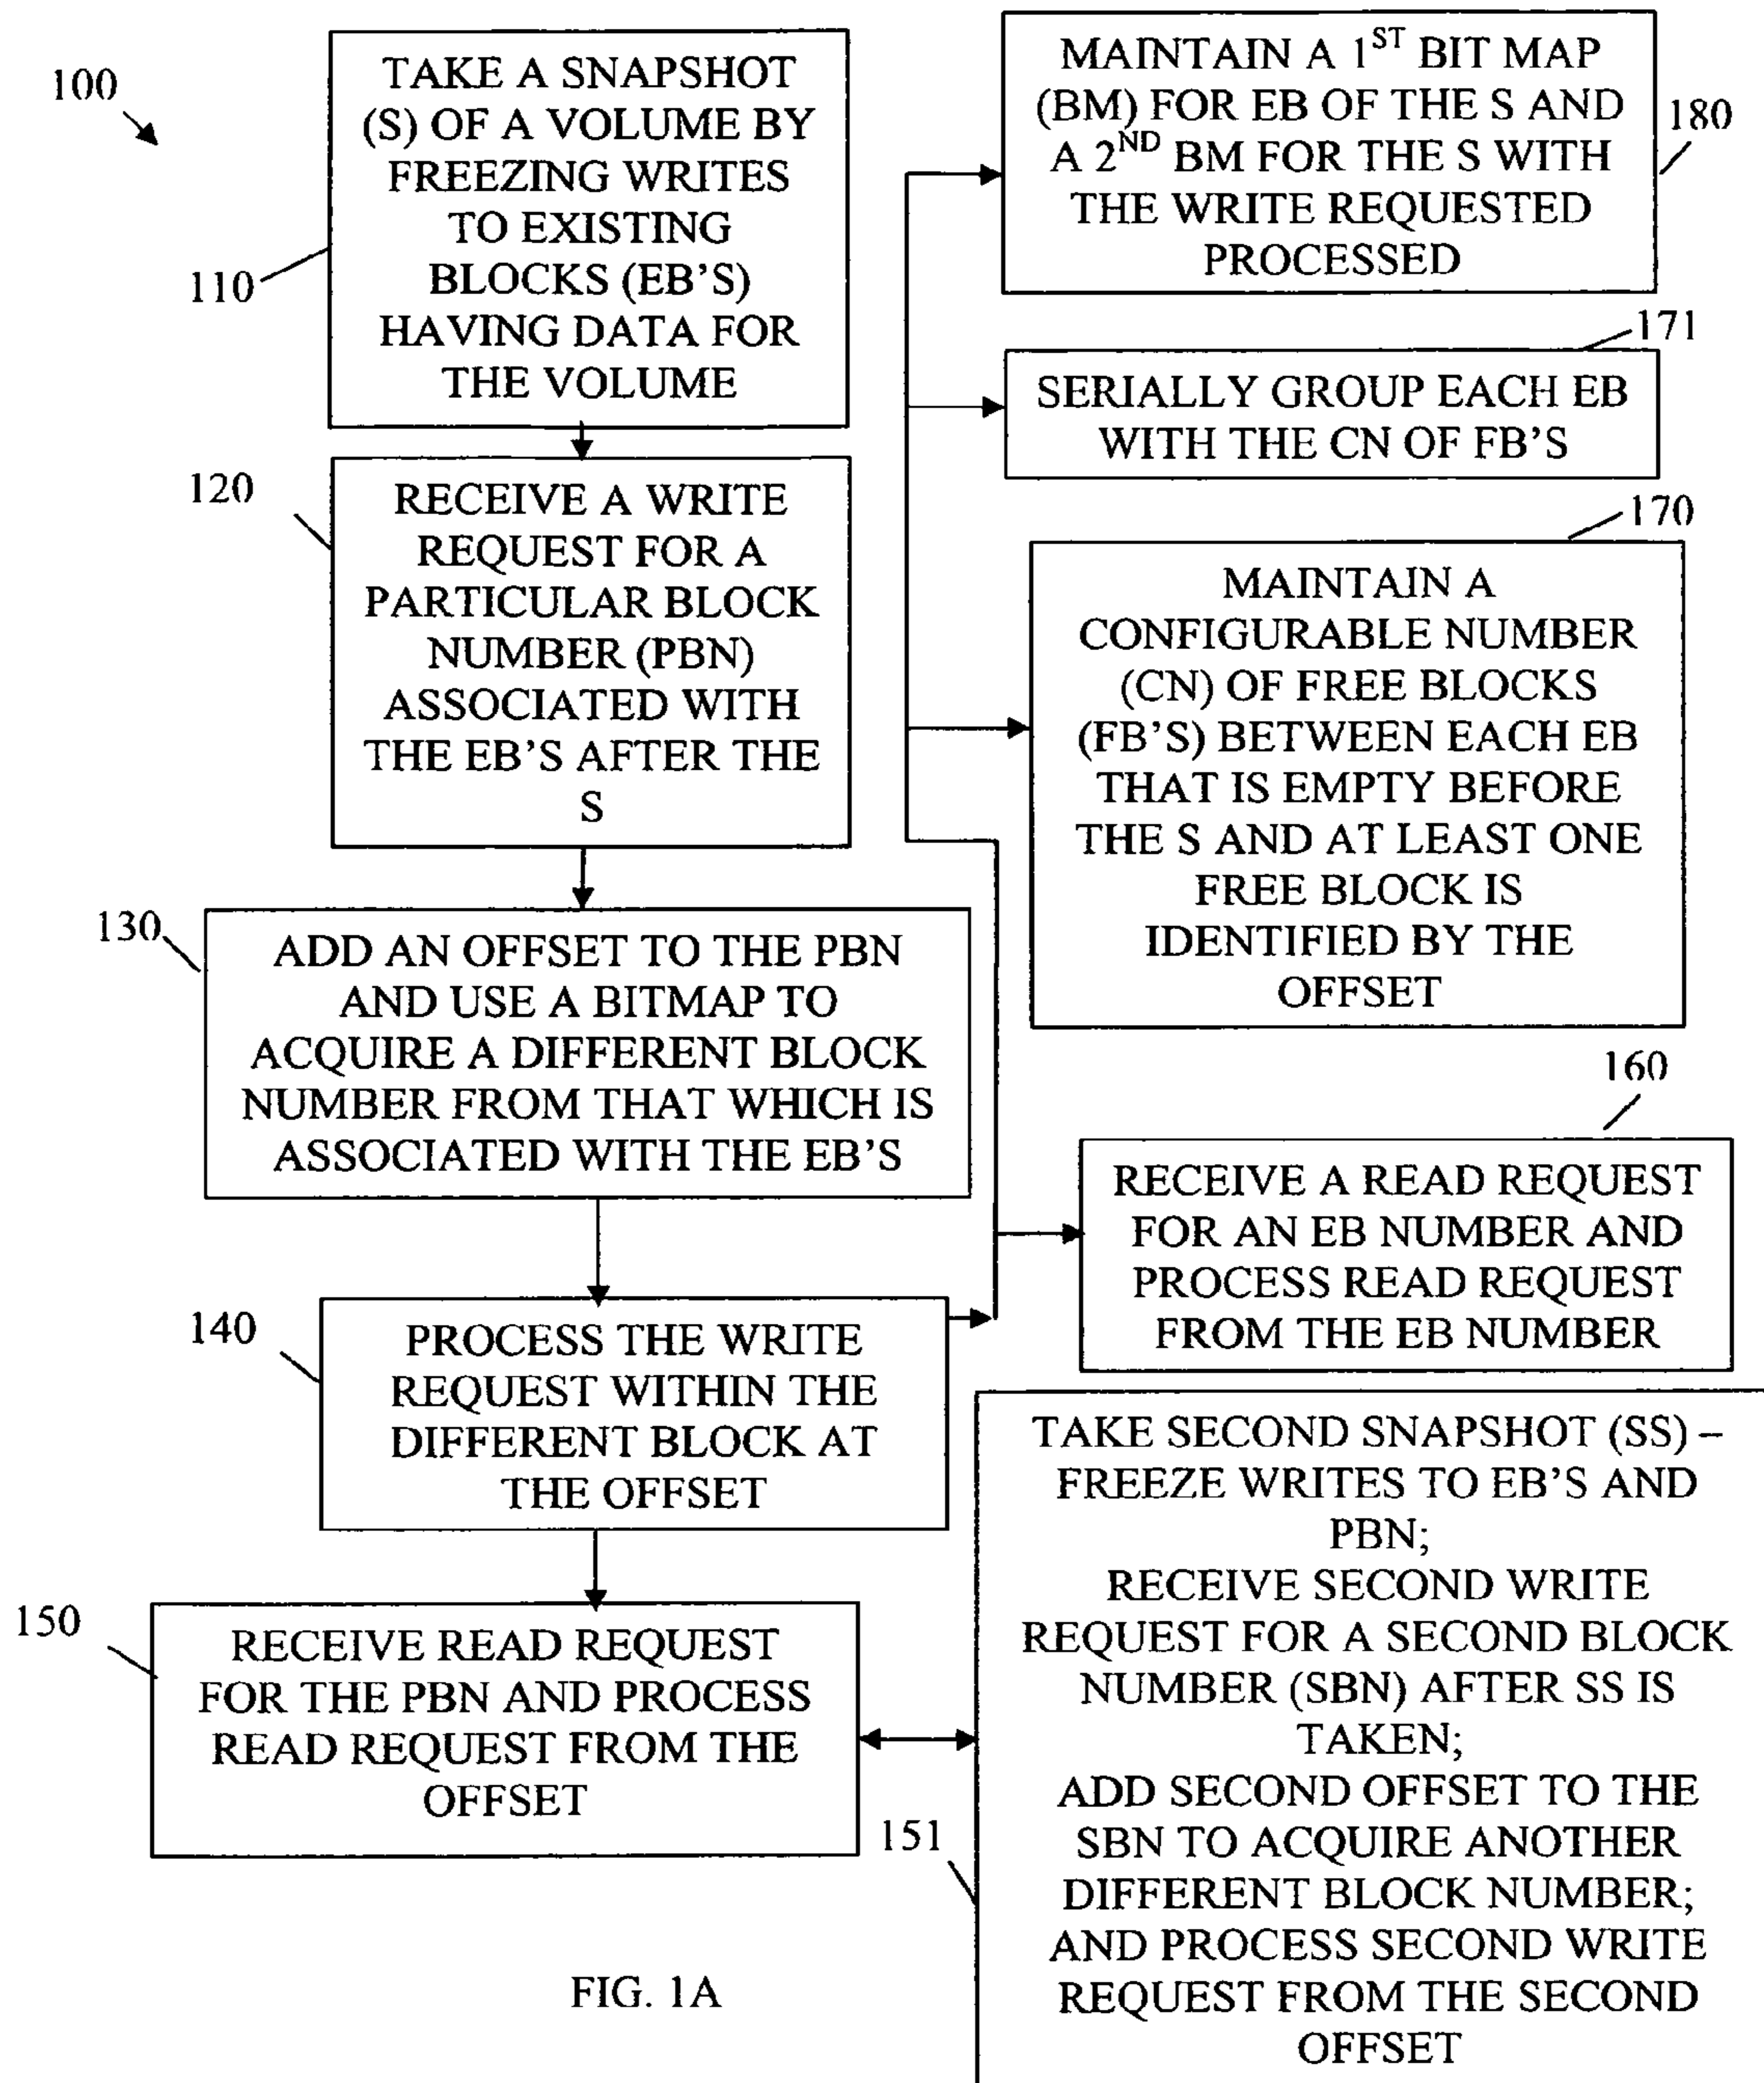 100
TAKE A SNAPSHOT
(S) OF A VOLUME BY
FREEZING WRITES
TO EXISTING
BLOCKS (EB'S)
HAVING DATA FOR
THE VOLUME
110
120
RECEIVE A WRITE
REQUEST FOR A
PARTICULAR BLOCK
NUMBER (PBN)
ASSOCIATED WITH
THE EB'S AFTER THE
S
130
ADD AN OFFSET TO THE PBN
AND USE A BITMAP TO
ACQUIRE A DIFFERENT BLOCK
NUMBER FROM THAT WHICH IS
ASSOCIATED WITH THE EB'S
140
PROCESS THE WRITE
REQUEST WITHIN THE
DIFFERENT BLOCK AT
THE OFFSET
150
RECEIVE READ REQUEST
FOR THE PBN AND PROCESS
READ REQUEST FROM THE
OFFSET
MAINTAIN A 1ST BIT MAP
(BM) FOR EB OF THE S AND
A 2ND BM FOR THE S WITH
THE WRITE REQUESTED
PROCESSED
180
171
SERIALLY GROUP EACH EB
WITH THE CN OF FB'S
170
MAINTAIN A
CONFIGURABLE NUMBER
(CN) OF FREE BLOCKS
(FB'S) BETWEEN EACH EB
THAT IS EMPTY BEFORE
THE S AND AT LEAST ONE
FREE BLOCK IS
IDENTIFIED BY THE
OFFSET
160
RECEIVE A READ REQUEST
FOR AN EB NUMBER AND
PROCESS READ REQUEST
FROM THE EB NUMBER
TAKE SECOND SNAPSHOT (SS) –
FREEZE WRITES TO EB'S AND
PBN;
RECEIVE SECOND WRITE
REQUEST FOR A SECOND BLOCK
NUMBER (SBN) AFTER SS IS
TAKEN;
ADD SECOND OFFSET TO THE
SBN TO ACQUIRE ANOTHER
DIFFERENT BLOCK NUMBER;
AND PROCESS SECOND WRITE
REQUEST FROM THE SECOND
OFFSET
151
FIG. 1A